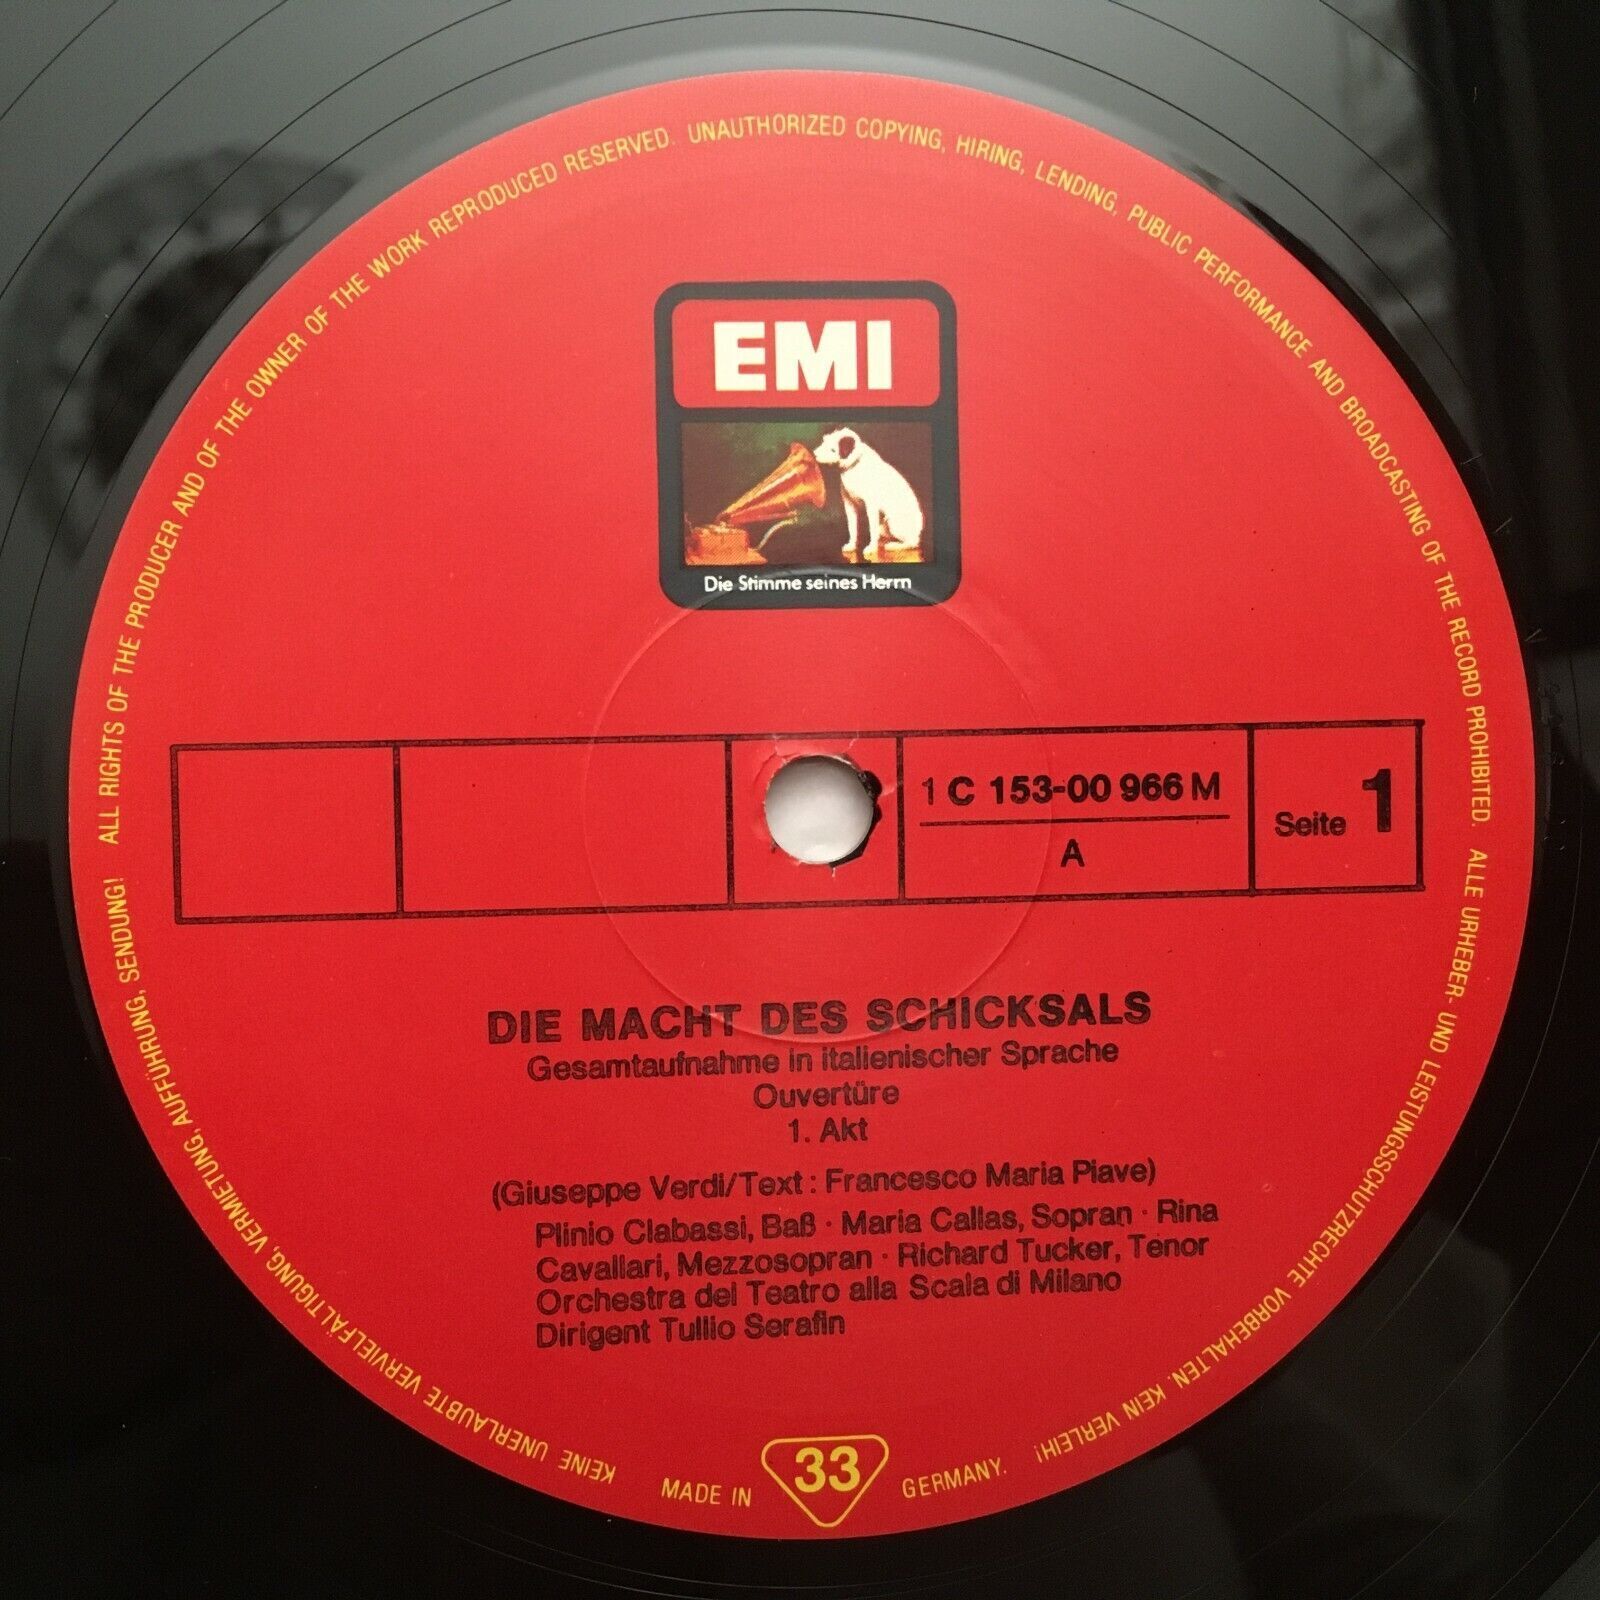 ALL RIGHTS OF THE PRODUCER AND OF THE OWNER OF THE WORK REPRODUCED RESERVED. UNAUTHORIZED COPYING, HIRING, LENDING, PUBLIC PERFORMANCE AND BROADCASTING OF THE RECORD PROHIBITED.
EMI
Die Stimme seines Herrn
1 C 153-00 966 M
A
Seite 1
DIE MACHT DES SCHICKSALS
Gesamtaufnahme in italienischer Sprache
Ouvertüre
1. Akt
(Giuseppe Verdi/Text: Francesco Maria Piave)
Plinio Clabassi, Baß · Maria Callas, Sopran · Rina
Cavallari, Mezzosopran · Richard Tucker, Tenor
Orchestra del Teatro alla Scala di Milano
Dirigent Tullio Serafin
ALLE URHEBER- UND LEISTUNGSSCHUTZRECHTE VORBEHALTEN. KEIN VERLEIH! KEINE UNERLAUBTE VERVIELFÄLTIGUNG, VERMIETUNG, AUFFÜHRUNG, SENDUNG!
MADE IN 33 GERMANY.